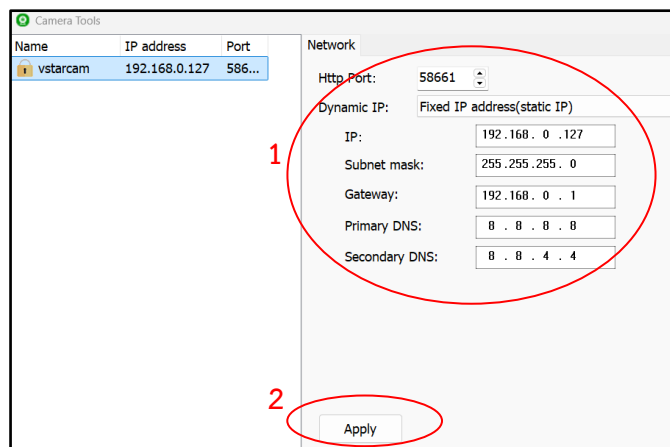 Camera Tools
Name IP address Port
vstarcam 192.168.0.127 586...
Network
Http Port: 58661
Dynamic IP: Fixed IP address(static IP)
1
IP: 192.168. 0 .127
Subnet mask: 255.255.255. 0
Gateway: 192.168. 0 . 1
Primary DNS: 8 . 8 . 8 . 8
Secondary DNS: 8 . 8 . 4 . 4
2
Apply